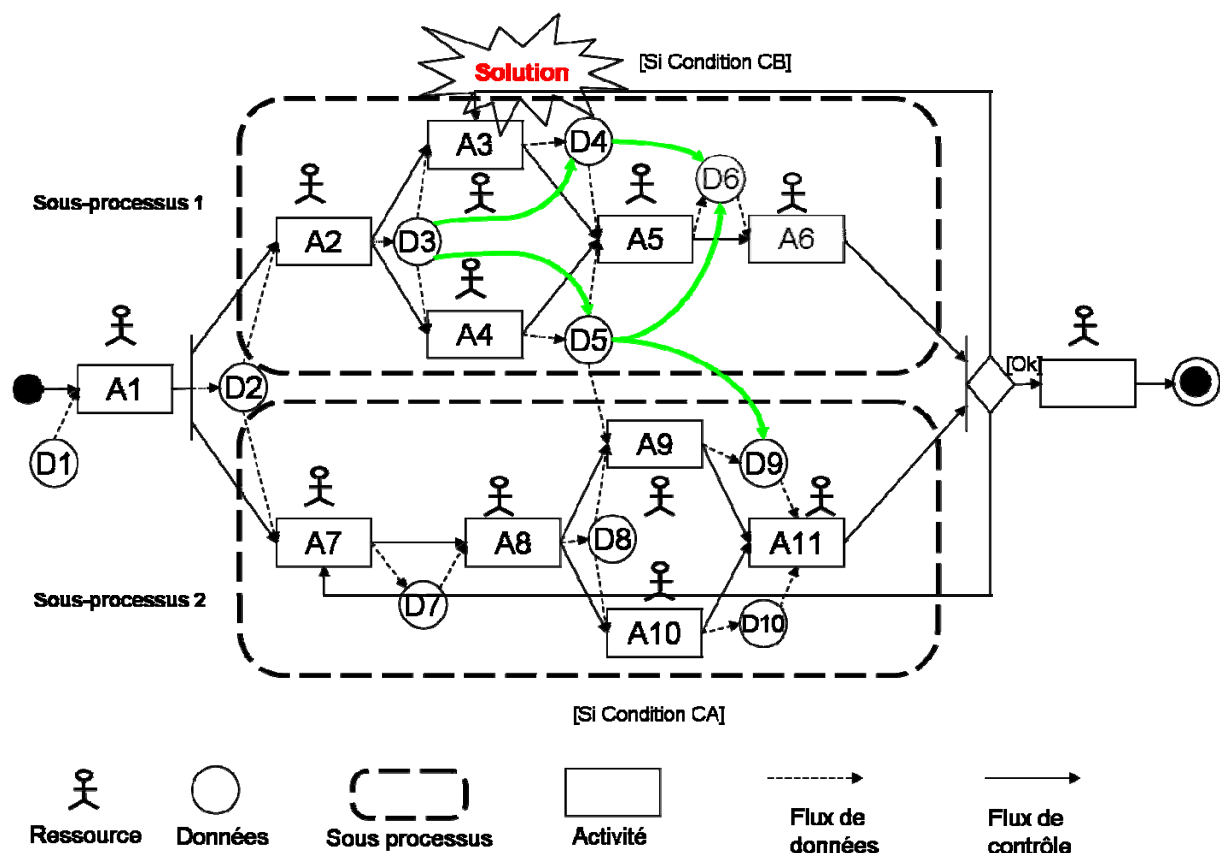 Solution
[Si Condition CB]
A3
D4
D6
Sous-processus 1
A2
D3
A5
A6
A4
D5
[Ok]
A1
D2
D1
A9
D9
A7
A8
D8
A11
Sous-processus 2
D7
A10
D10
[Si Condition CA]
Ressource
Données
Sous processus
Activité
Flux de
données
Flux de
contrôle